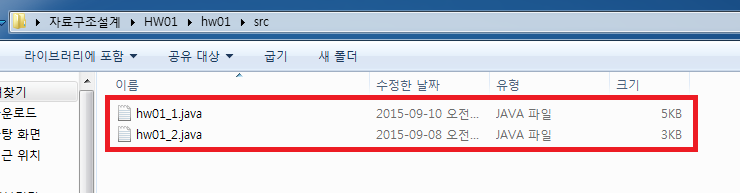 자료구조설계 ▸ HW01 ▸ hw01 ▸ src
라이브러리에 포함 ▼ 공유 대상 ▼ 굽기 새 폴더
이름 수정한 날짜 유형 크기
hw01_1.java 2015-09-10 오전... JAVA 파일 5KB
hw01_2.java 2015-09-08 오전... JAVA 파일 3KB
찾기
운로드
탕 화면
근 위치